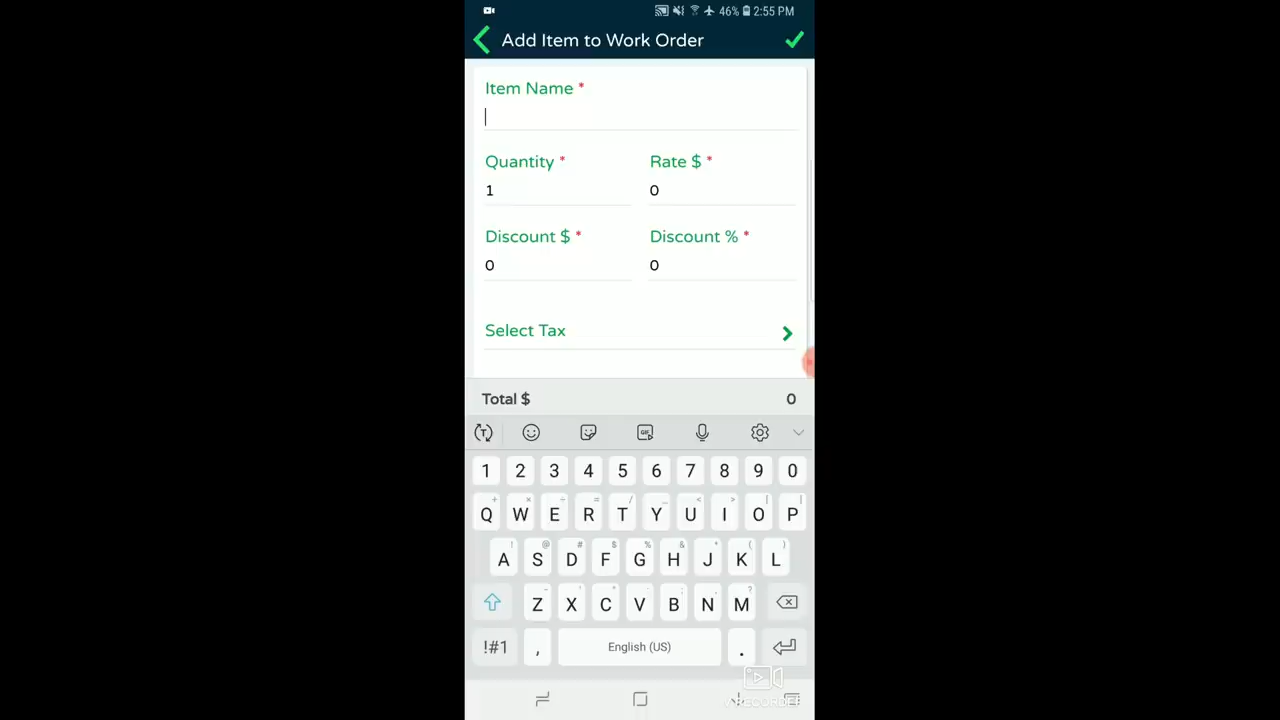 46% 2:55 PM
Add Item to Work Order
Item Name *
Quantity * Rate $ *
1 0
Discount $ * Discount % *
0 0
Select Tax
Total $ 0
GIF
1 2 3 4 5 6 7 8 9 0
Q W E R T Y U I O P
A S D F G H J K L
Z X C V B N M
!#1 , English (US) .